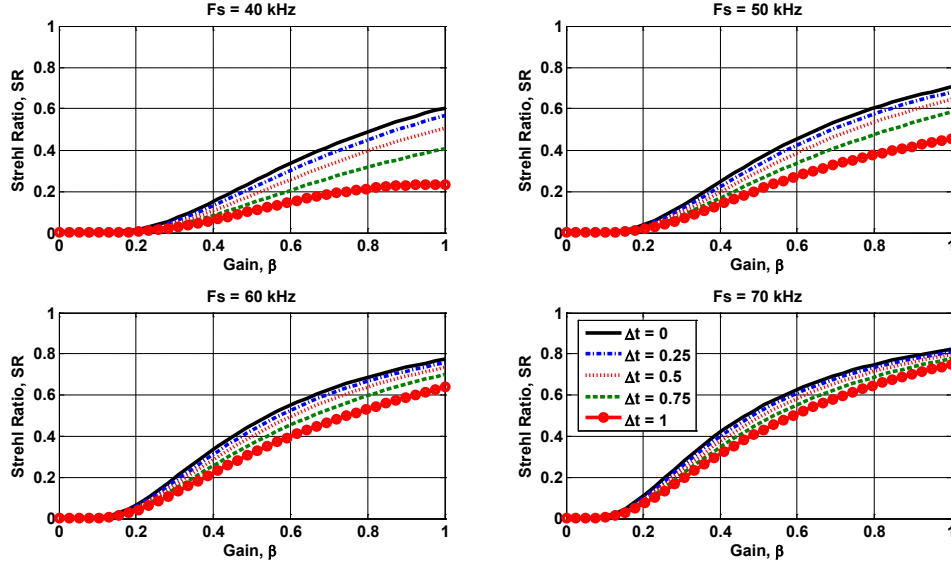 Fs = 40 kHz
Strehl Ratio, SR
1
0.8
0.6
0.4
0.2
0
0 0.2 0.4 0.6 0.8 1
Gain, β
Fs = 50 kHz
Strehl Ratio, SR
1
0.8
0.6
0.4
0.2
0
0 0.2 0.4 0.6 0.8 1
Gain, β
Fs = 60 kHz
Strehl Ratio, SR
1
0.8
0.6
0.4
0.2
0
0 0.2 0.4 0.6 0.8 1
Gain, β
Fs = 70 kHz
Strehl Ratio, SR
1
0.8
0.6
0.4
0.2
0
Δt = 0
Δt = 0.25
Δt = 0.5
Δt = 0.75
Δt = 1
0 0.2 0.4 0.6 0.8 1
Gain, β